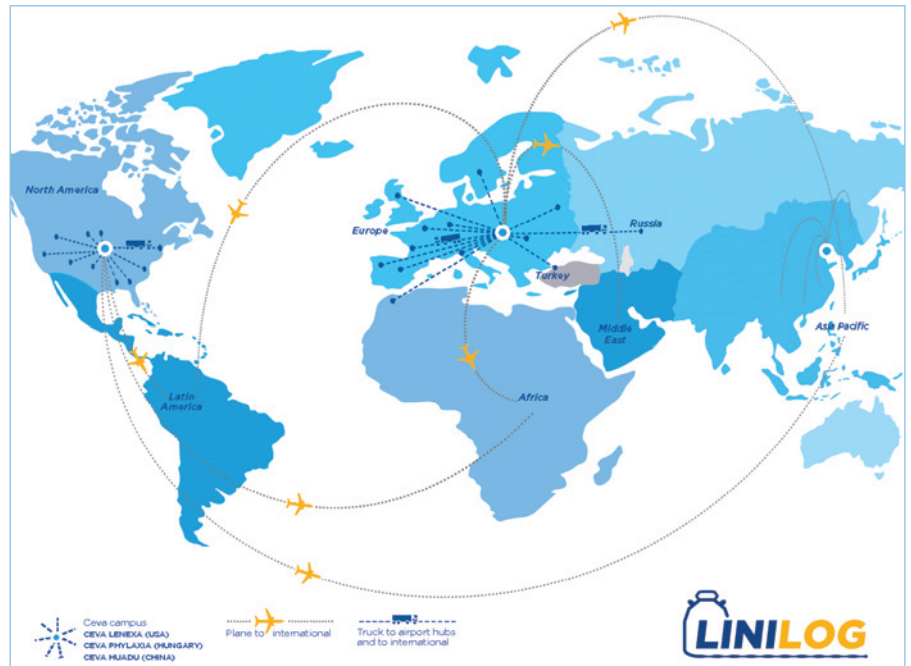 North America
Europe
Russia
Turkey
Middle
East
Asia Pacific
Latin
America
Africa
Ceva campus
CEVA LENEXA (USA)
CEVA PHYLAXIA (HUNGARY)
CEVA HUADU (CHINA)
Plane to international
Truck to airport hubs
and to international
LINILOG